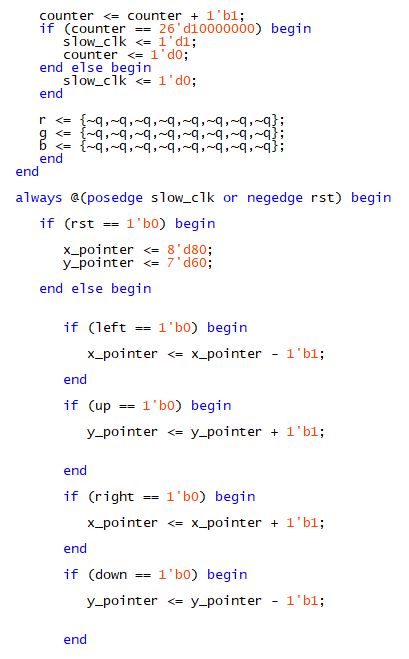 counter <= counter + 1'b1;
if (counter == 26'd10000000) begin
slow_clk <= 1'd1;
counter <= 1'd0;
end else begin
slow_clk <= 1'd0;
end
r <= {~q,~q,~q,~q,~q,~q,~q,~q};
g <= {~q,~q,~q,~q,~q,~q,~q,~q};
b <= {~q,~q,~q,~q,~q,~q,~q,~q};
end
end
always @(posedge slow_clk or negedge rst) begin
if (rst == 1'b0) begin
x_pointer <= 8'd80;
y_pointer <= 7'd60;
end else begin
if (left == 1'b0) begin
x_pointer <= x_pointer - 1'b1;
end
if (up == 1'b0) begin
y_pointer <= y_pointer + 1'b1;
end
if (right == 1'b0) begin
x_pointer <= x_pointer + 1'b1;
end
if (down == 1'b0) begin
y_pointer <= y_pointer - 1'b1;
end